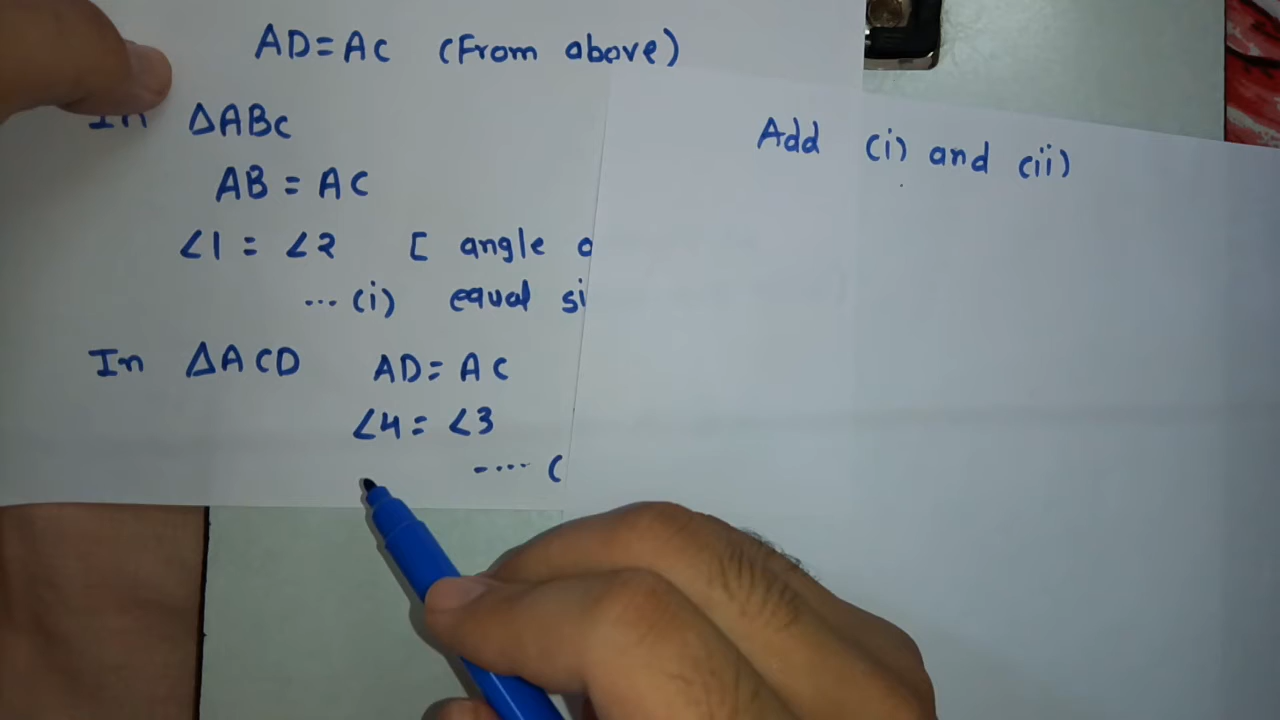 AD = AC (From above)
In ΔABC
AB = AC
∠1 = ∠2 [ angle
... (i) equal
In ΔACD AD = AC
∠4 = ∠3
.... (
Add (i) and (ii)